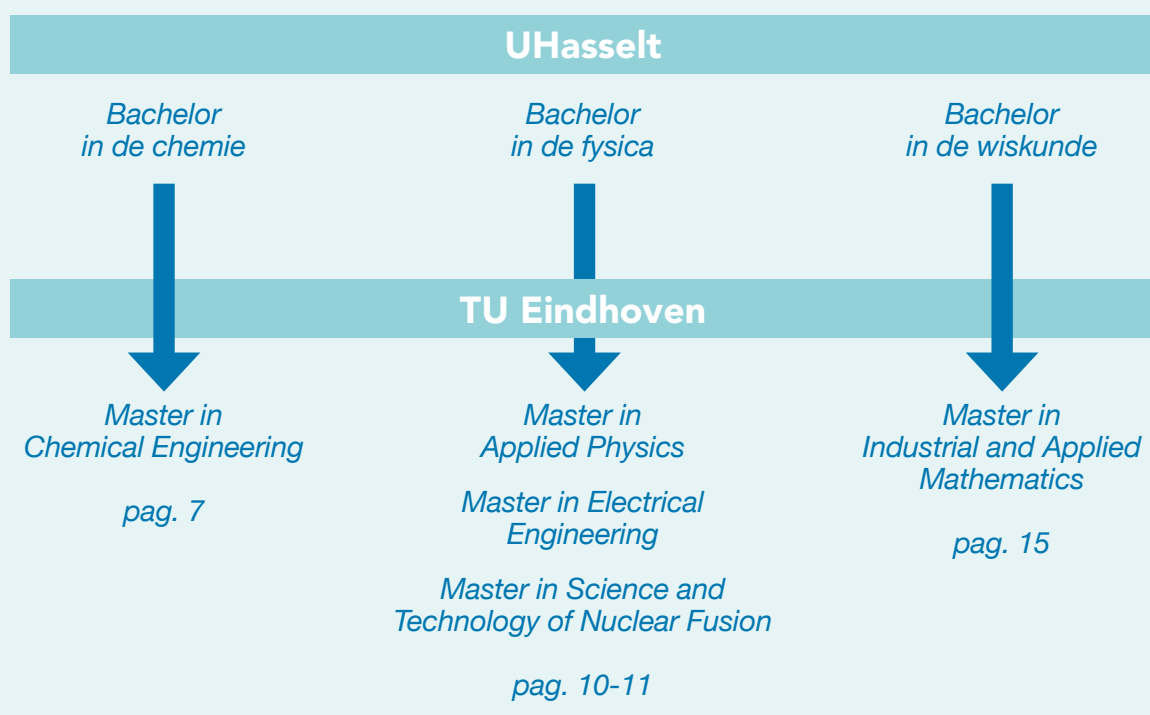 UHasselt
Bachelor
in de chemie
Bachelor
in de fysica
Bachelor
in de wiskunde
TU Eindhoven
Master in
Chemical Engineering
pag. 7
Master in
Applied Physics
Master in Electrical
Engineering
Master in Science and
Technology of Nuclear Fusion
pag. 10-11
Master in
Industrial and Applied
Mathematics
pag. 15